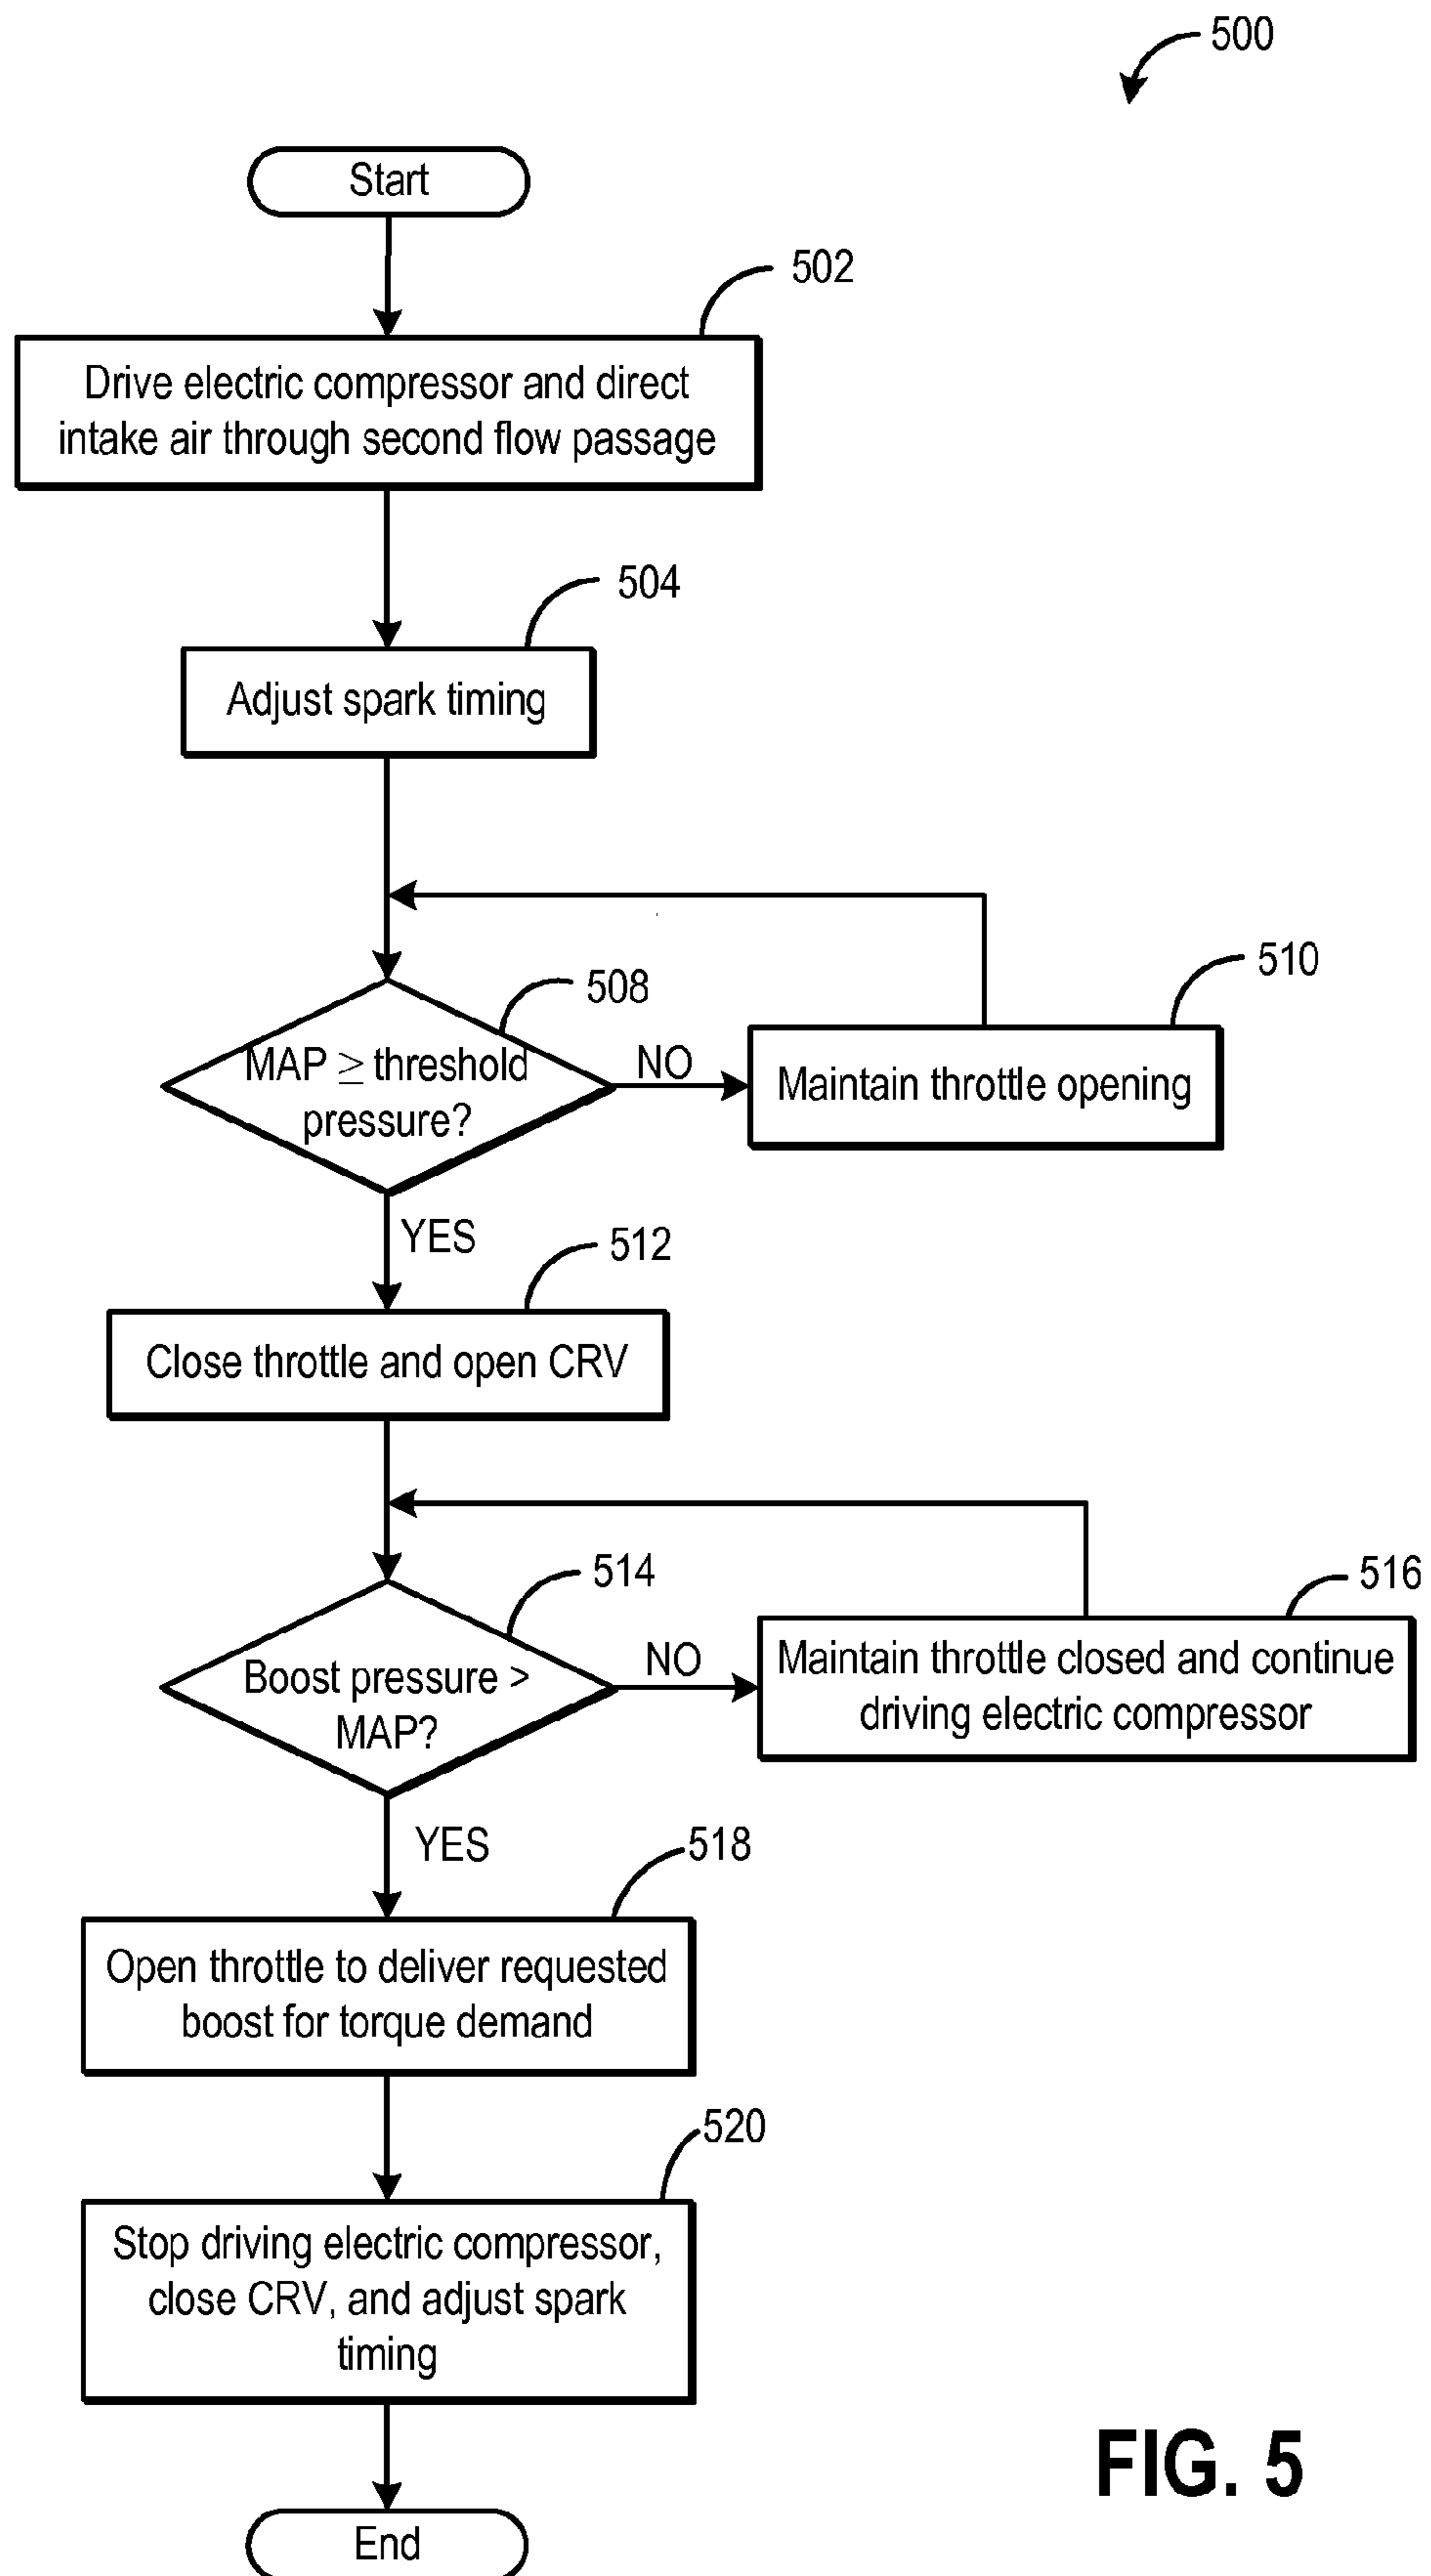 500
Start
502
Drive electric compressor and direct
intake air through second flow passage
504
Adjust spark timing
508
MAP ≥ threshold
pressure?
NO
510
Maintain throttle opening
YES
512
Close throttle and open CRV
514
Boost pressure >
MAP?
NO
516
Maintain throttle closed and continue
driving electric compressor
YES
518
Open throttle to deliver requested
boost for torque demand
520
Stop driving electric compressor,
close CRV, and adjust spark
timing
End
FIG. 5